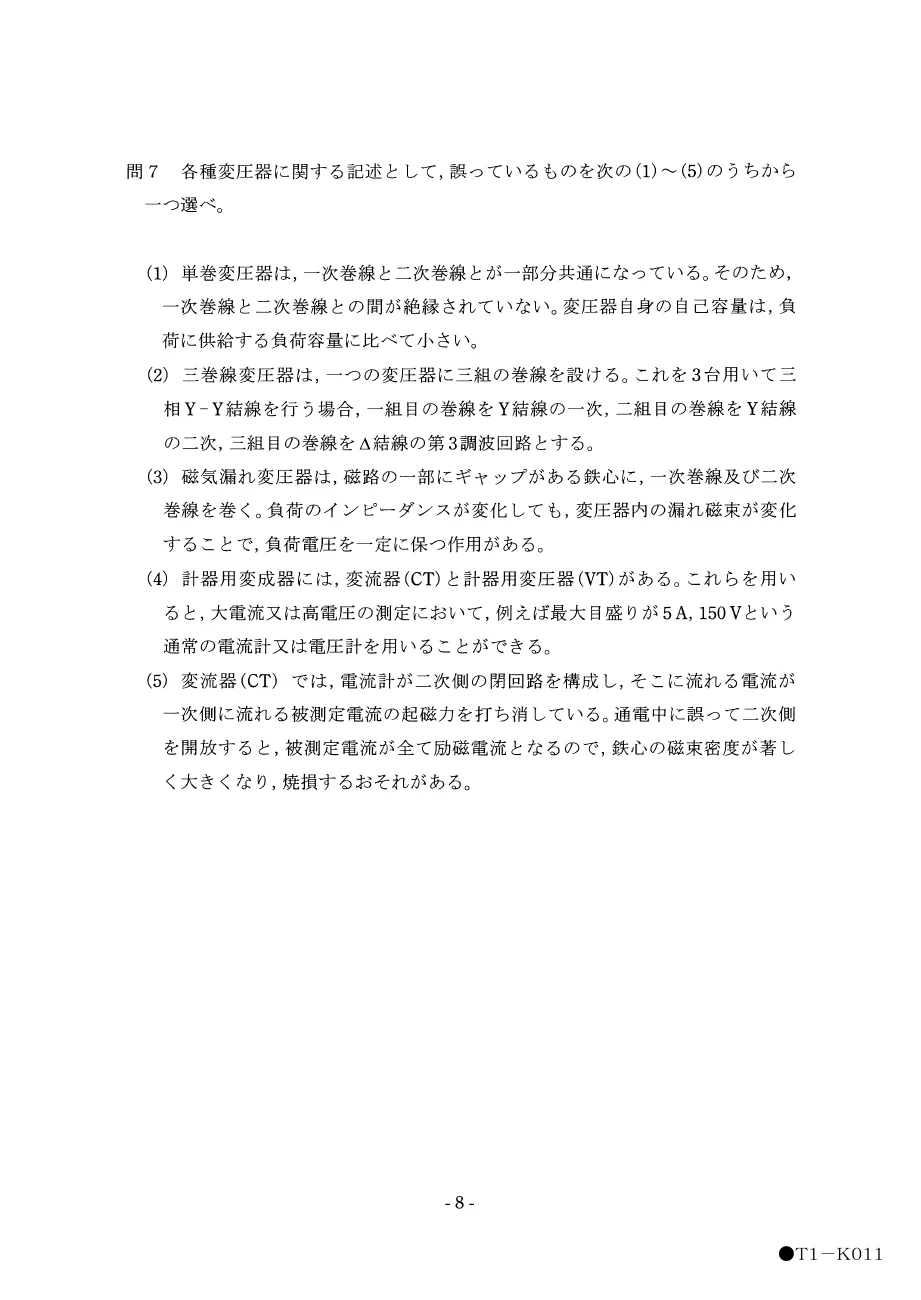 問７　各種変圧器に関する記述として，誤っているものを次の(1)～(5)のうちから
一つ選べ。
(1) 単巻変圧器は，一次巻線と二次巻線とが一部分共通になっている。そのため，
一次巻線と二次巻線との間が絶縁されていない。変圧器自身の自己容量は，負
荷に供給する負荷容量に比べて小さい。
(2) 三巻線変圧器は，一つの変圧器に三組の巻線を設ける。これを３台用いて三
相Ｙ－Ｙ結線を行う場合，一組目の巻線をＹ結線の一次，二組目の巻線をＹ結線
の二次，三組目の巻線をΔ結線の第３調波回路とする。
(3) 磁気漏れ変圧器は，磁路の一部にギャップがある鉄心に，一次巻線及び二次
巻線を巻く。負荷のインピーダンスが変化しても，変圧器内の漏れ磁束が変化
することで，負荷電圧を一定に保つ作用がある。
(4) 計器用変成器には，変流器(CT)と計器用変圧器(VT)がある。これらを用い
ると，大電流又は高電圧の測定において，例えば最大目盛りが５A，150Ｖという
通常の電流計又は電圧計を用いることができる。
(5) 変流器(CT) では，電流計が二次側の閉回路を構成し，そこに流れる電流が
一次側に流れる被測定電流の起磁力を打ち消している。通電中に誤って二次側
を開放すると，被測定電流が全て励磁電流となるので，鉄心の磁束密度が著し
く大きくなり，焼損するおそれがある。
- 8 -
●T1－K011